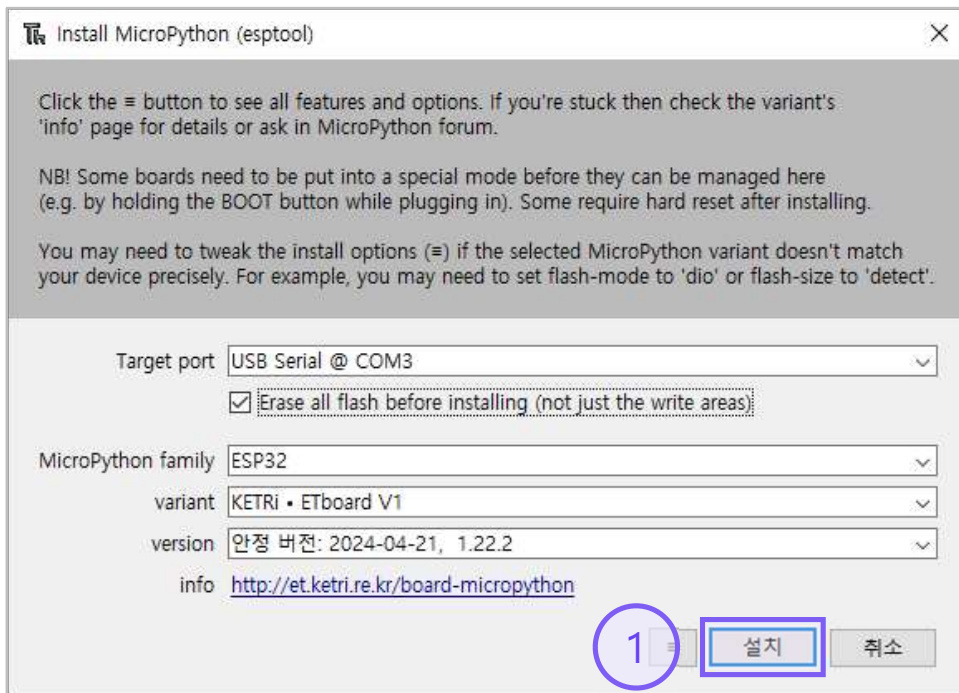 Install MicroPython (esptool)
Click the ≡ button to see all features and options. If you're stuck then check the variant's
'info' page for details or ask in MicroPython forum.
NB! Some boards need to be put into a special mode before they can be managed here
(e.g. by holding the BOOT button while plugging in). Some require hard reset after installing.
You may need to tweak the install options (≡) if the selected MicroPython variant doesn't match
your device precisely. For example, you may need to set flash-mode to 'dio' or flash-size to 'detect'.
Target port USB Serial @ COM3
Erase all flash before installing (not just the write areas)
MicroPython family ESP32
variant KETRi • ETboard V1
version 안정 버전: 2024-04-21, 1.22.2
info http://et.ketri.re.kr/board-micropython
1 ≡ 설치 취소